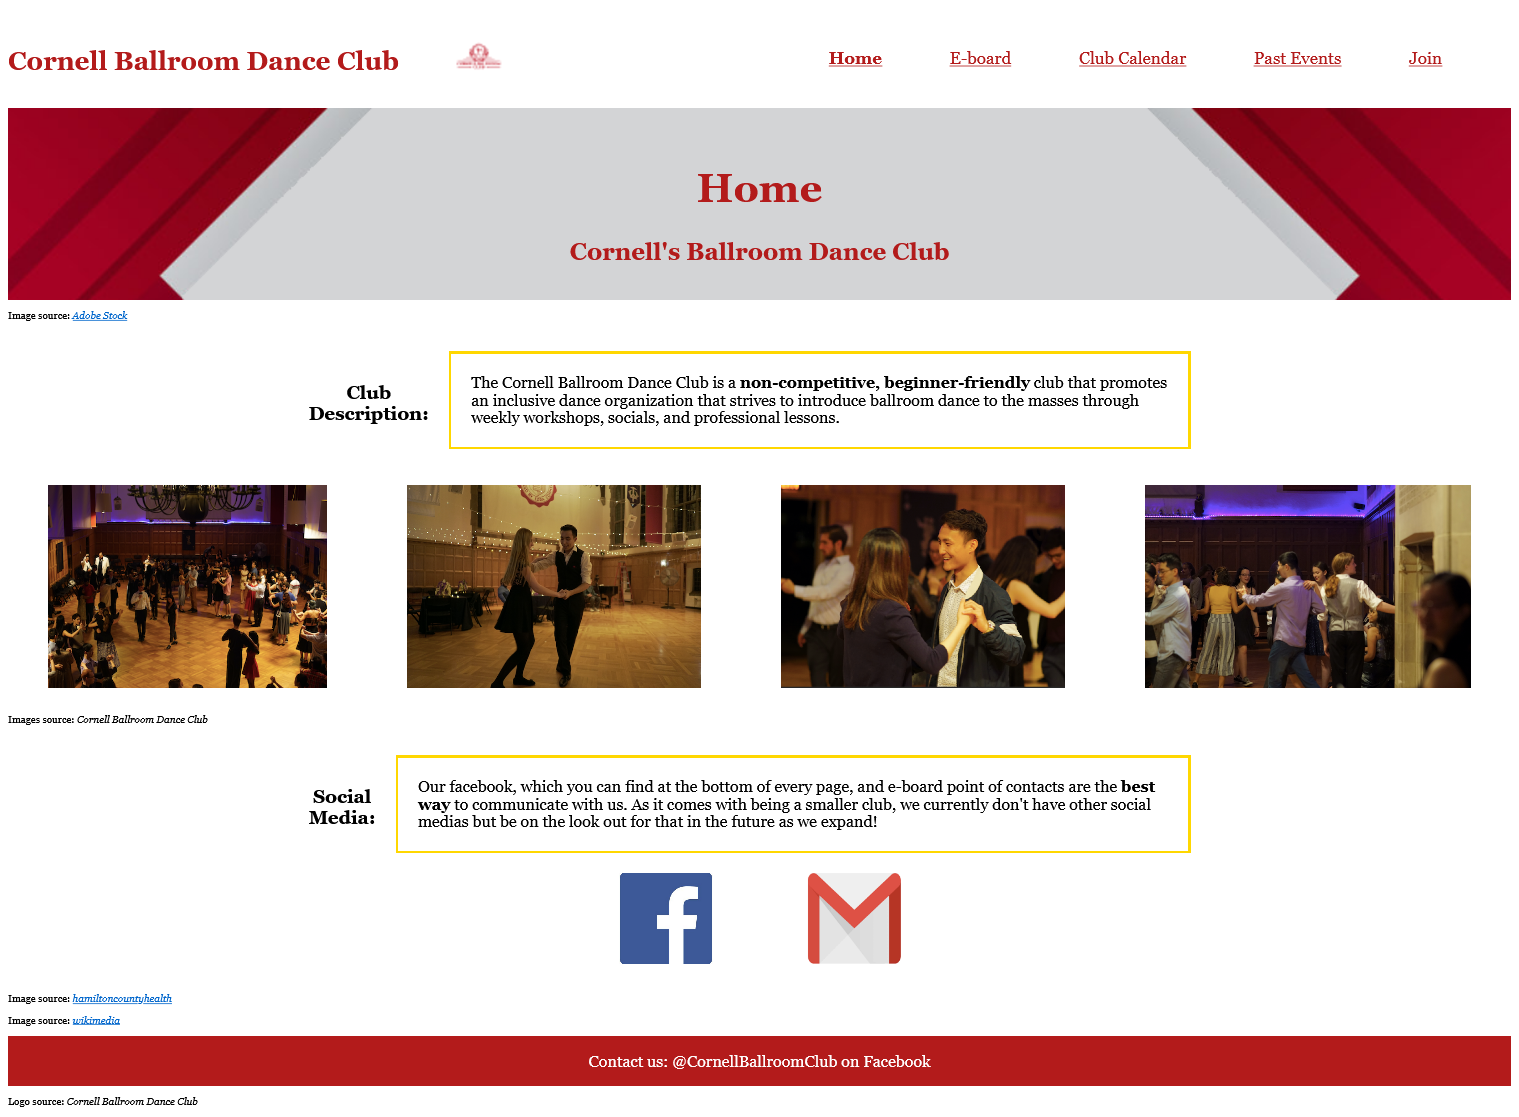 Cornell Ballroom Dance Club
Home E-board Club Calendar Past Events Join
Home
Cornell's Ballroom Dance Club
Image source: Adobe Stock
Club
Description:
The Cornell Ballroom Dance Club is a non-competitive, beginner-friendly club that promotes
an inclusive dance organization that strives to introduce ballroom dance to the masses through
weekly workshops, socials, and professional lessons.
Images source: Cornell Ballroom Dance Club
Social
Media:
Our facebook, which you can find at the bottom of every page, and e-board point of contacts are the best
way to communicate with us. As it comes with being a smaller club, we currently don't have other social
medias but be on the look out for that in the future as we expand!
Image source: hamiltoncountyhealth
Image source: wikimedia
Contact us: @CornellBallroomClub on Facebook
Logo source: Cornell Ballroom Dance Club